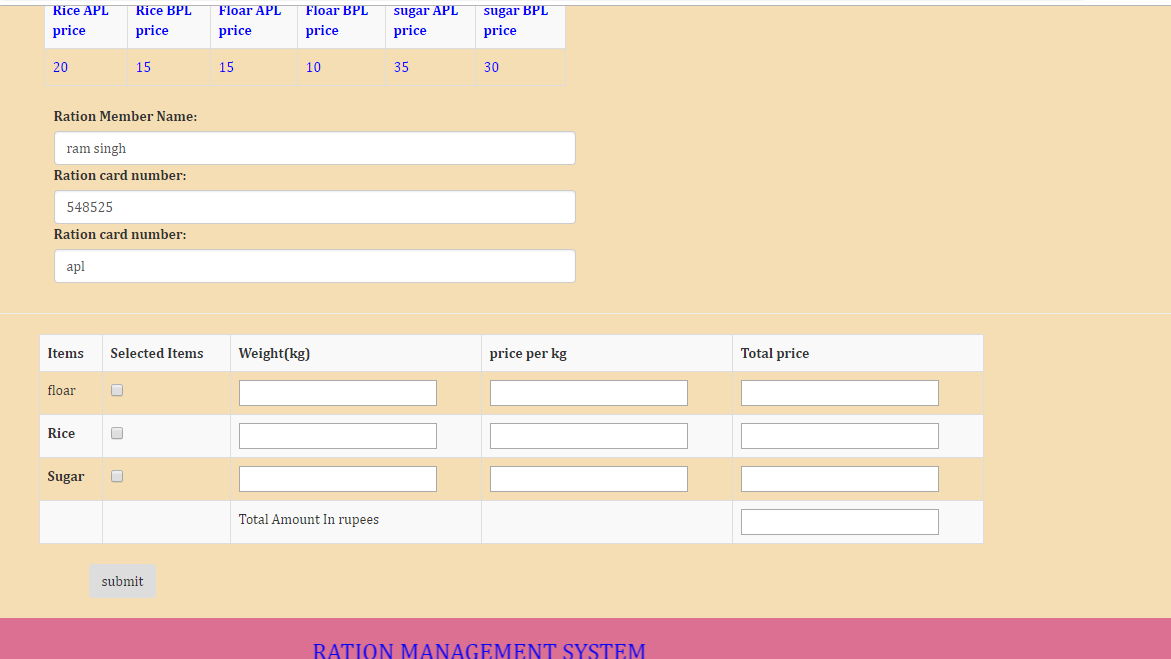 Rice APL price Rice BPL price Floar APL price Floar BPL price sugar APL price sugar BPL price
20 15 15 10 35 30
Ration Member Name:
ram singh
Ration card number:
548525
Ration card number:
apl
Items Selected Items Weight(kg) price per kg Total price
floar
Rice
Sugar
Total Amount In rupees
submit
RATION MANAGEMENT SYSTEM